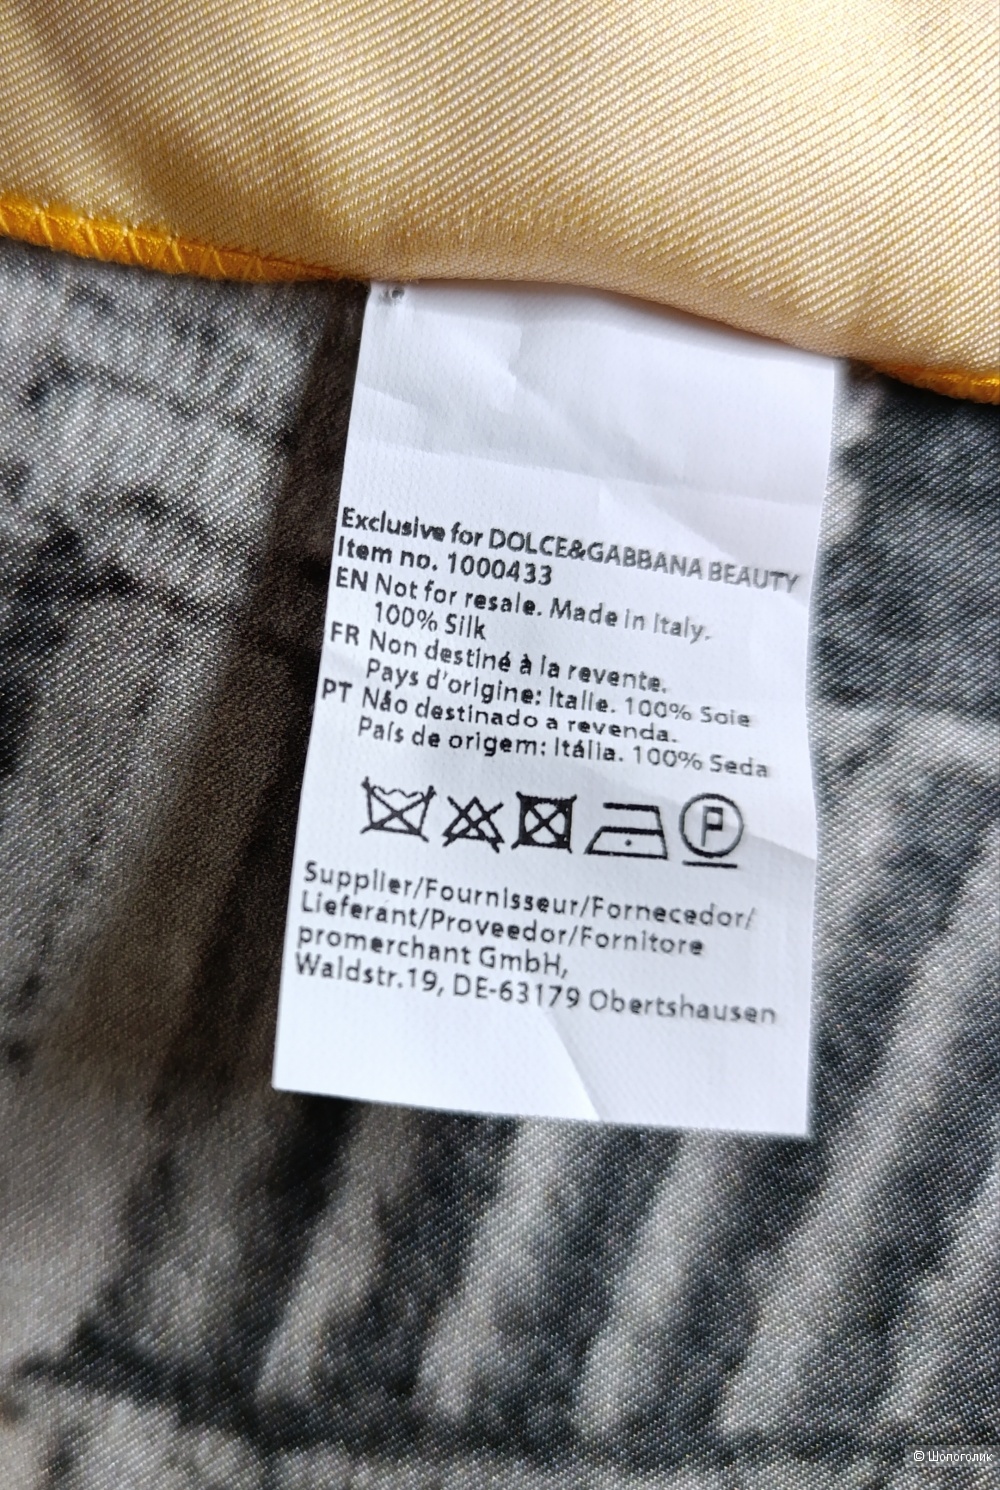 Exclusive for DOLCE&GABBANA BEAUTY
Item no. 1000433
EN Not for resale. Made in Italy.
100% Silk
FR Non destiné à la revente.
Pays d'origine: Italie. 100% Soie
PT Não destinado a revenda.
País de origem: Itália. 100% Seda
P
Supplier/Fournisseur/Fornecedor/
Lieferant/Proveedor/Fornitore
promerchant GmbH,
Waldstr.19, DE-63179 Obertshausen
© Шопоголик